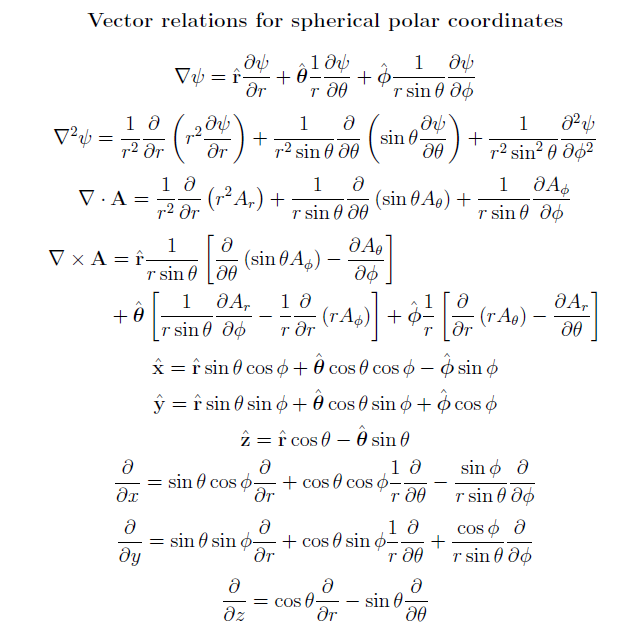 Vector relations for spherical polar coordinates
∇ψ = r̂ ∂ψ/∂r + θ̂ (1/r) ∂ψ/∂θ + ϕ̂ (1/(r sin θ)) ∂ψ/∂ϕ
∇²ψ = (1/r²) ∂/∂r (r² ∂ψ/∂r) + (1/(r² sin θ)) ∂/∂θ (sin θ ∂ψ/∂θ) + (1/(r² sin² θ)) ∂²ψ/∂ϕ²
∇ · A = (1/r²) ∂/∂r (r² A_r) + (1/(r sin θ)) ∂/∂θ (sin θ A_θ) + (1/(r sin θ)) ∂A_ϕ/∂ϕ
∇ × A = r̂ (1/(r sin θ)) [∂/∂θ (sin θ A_ϕ) − ∂A_θ/∂ϕ]
+ θ̂ [(1/(r sin θ)) ∂A_r/∂ϕ − (1/r) ∂/∂r (r A_ϕ)] + ϕ̂ (1/r) [∂/∂r (r A_θ) − ∂A_r/∂θ]
x̂ = r̂ sin θ cos ϕ + θ̂ cos θ cos ϕ − ϕ̂ sin ϕ
ŷ = r̂ sin θ sin ϕ + θ̂ cos θ sin ϕ + ϕ̂ cos ϕ
ẑ = r̂ cos θ − θ̂ sin θ
∂/∂x = sin θ cos ϕ ∂/∂r + cos θ cos ϕ (1/r) ∂/∂θ − (sin ϕ/(r sin θ)) ∂/∂ϕ
∂/∂y = sin θ sin ϕ ∂/∂r + cos θ sin ϕ (1/r) ∂/∂θ + (cos ϕ/(r sin θ)) ∂/∂ϕ
∂/∂z = cos θ ∂/∂r − sin θ ∂/∂θ